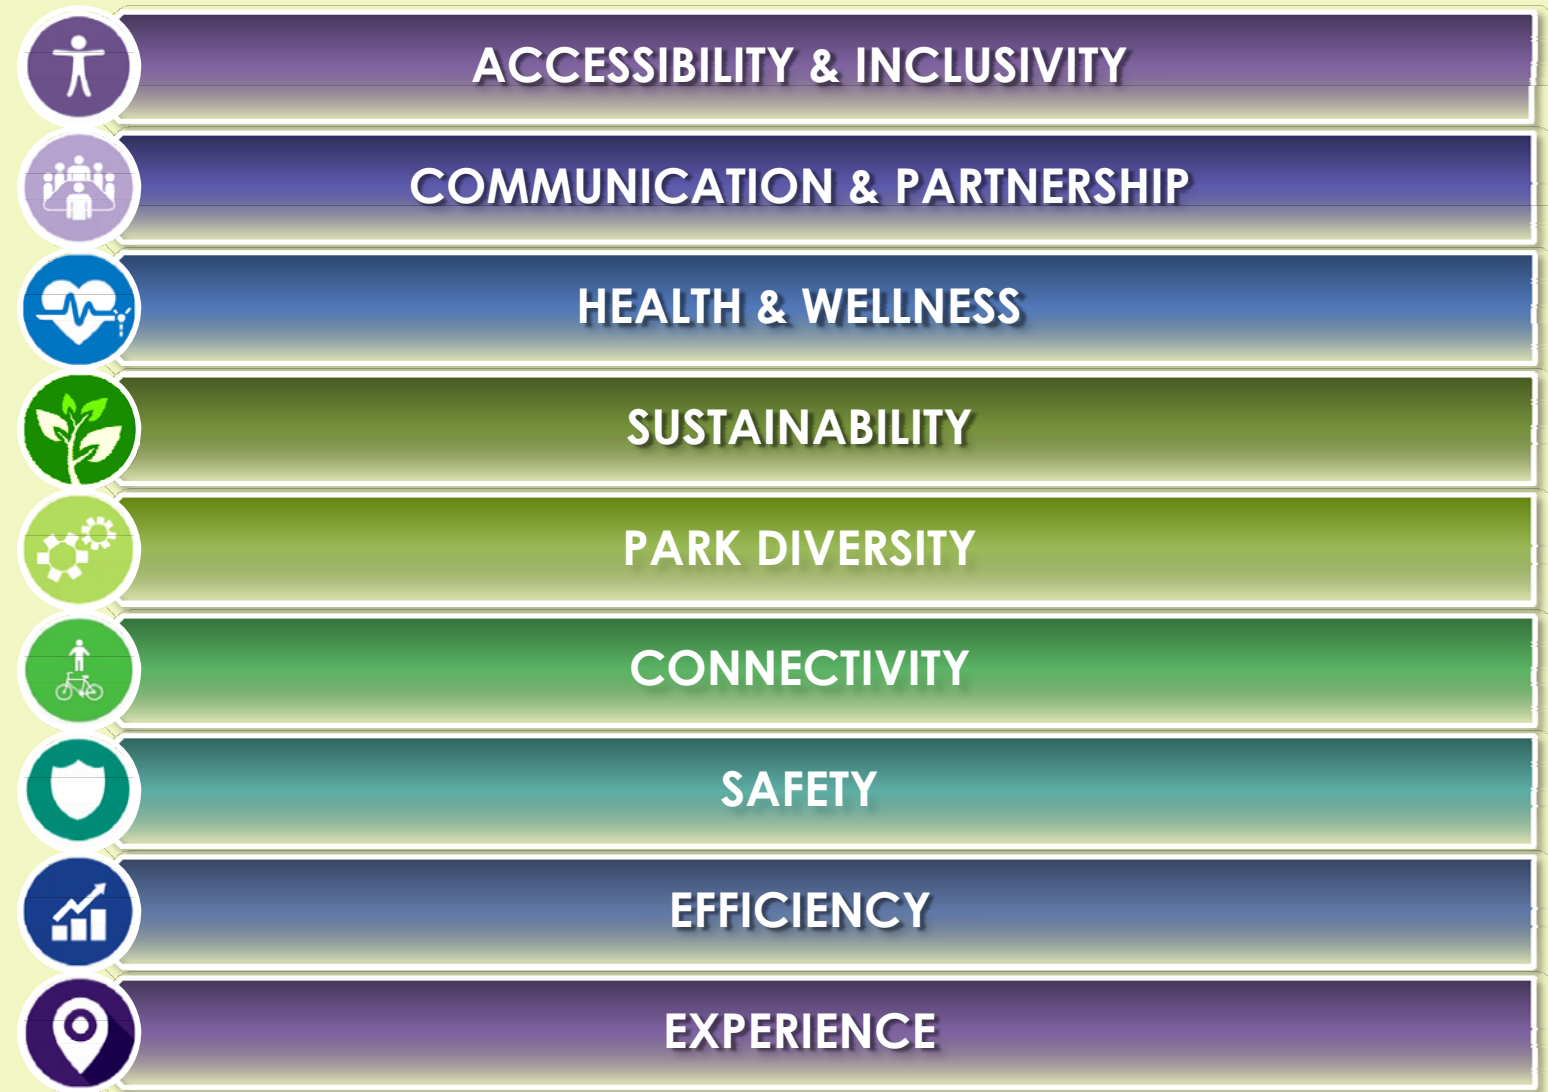 ACCESSIBILITY & INCLUSIVITY
COMMUNICATION & PARTNERSHIP
HEALTH & WELLNESS
SUSTAINABILITY
PARK DIVERSITY
CONNECTIVITY
SAFETY
EFFICIENCY
EXPERIENCE